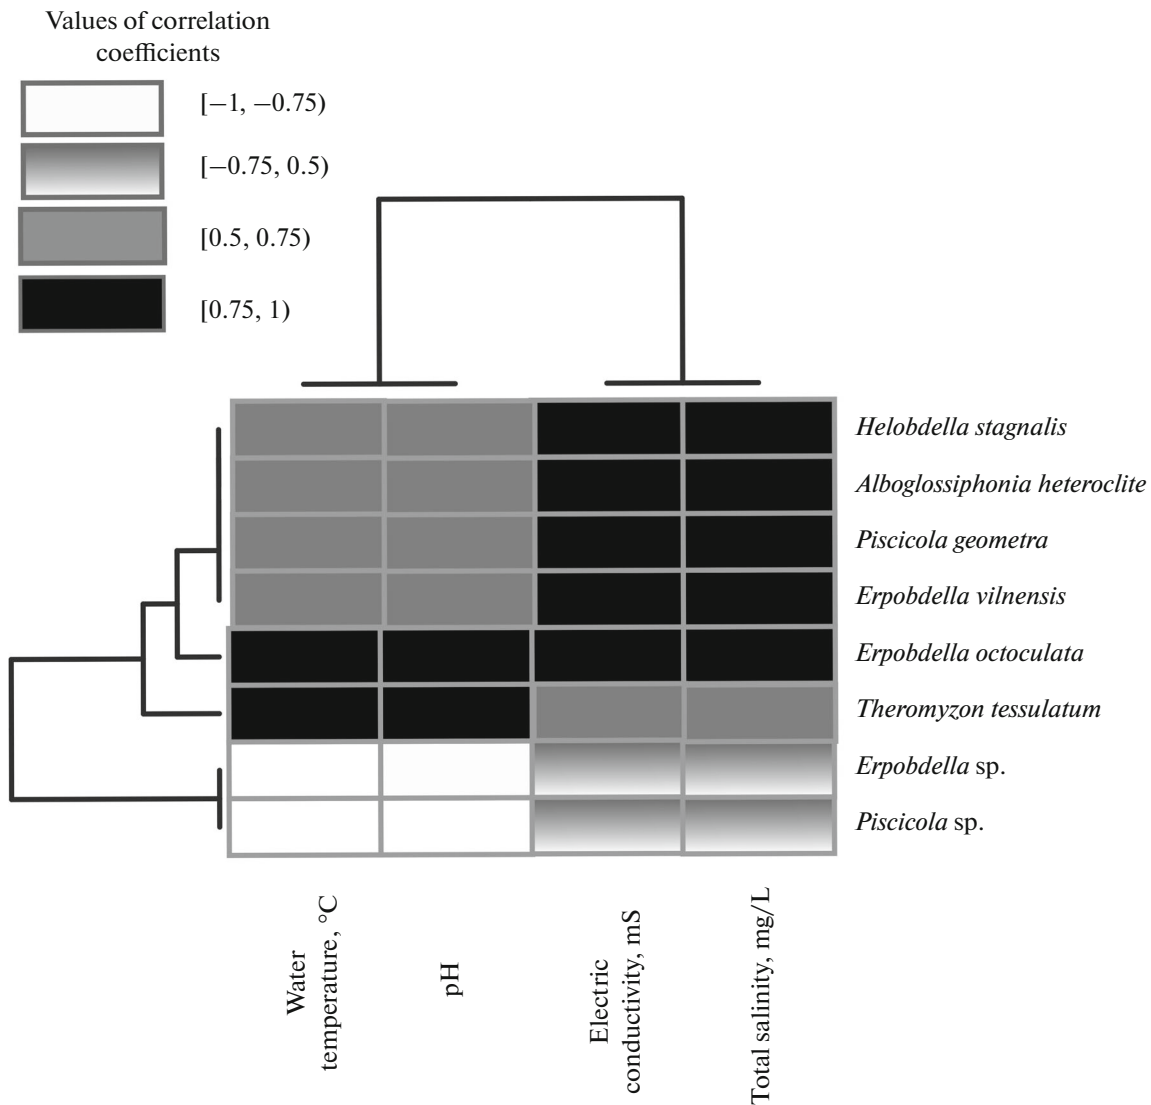 Values of correlation
coefficients
[−1, −0.75)
[−0.75, 0.5)
[0.5, 0.75)
[0.75, 1)
Helobdella stagnalis
Alboglossiphonia heteroclite
Piscicola geometra
Erpobdella vilnensis
Erpobdella octoculata
Theromyzon tessulatum
Erpobdella sp.
Piscicola sp.
Water
temperature, °C
pH
Electric
conductivity, mS
Total salinity, mg/L